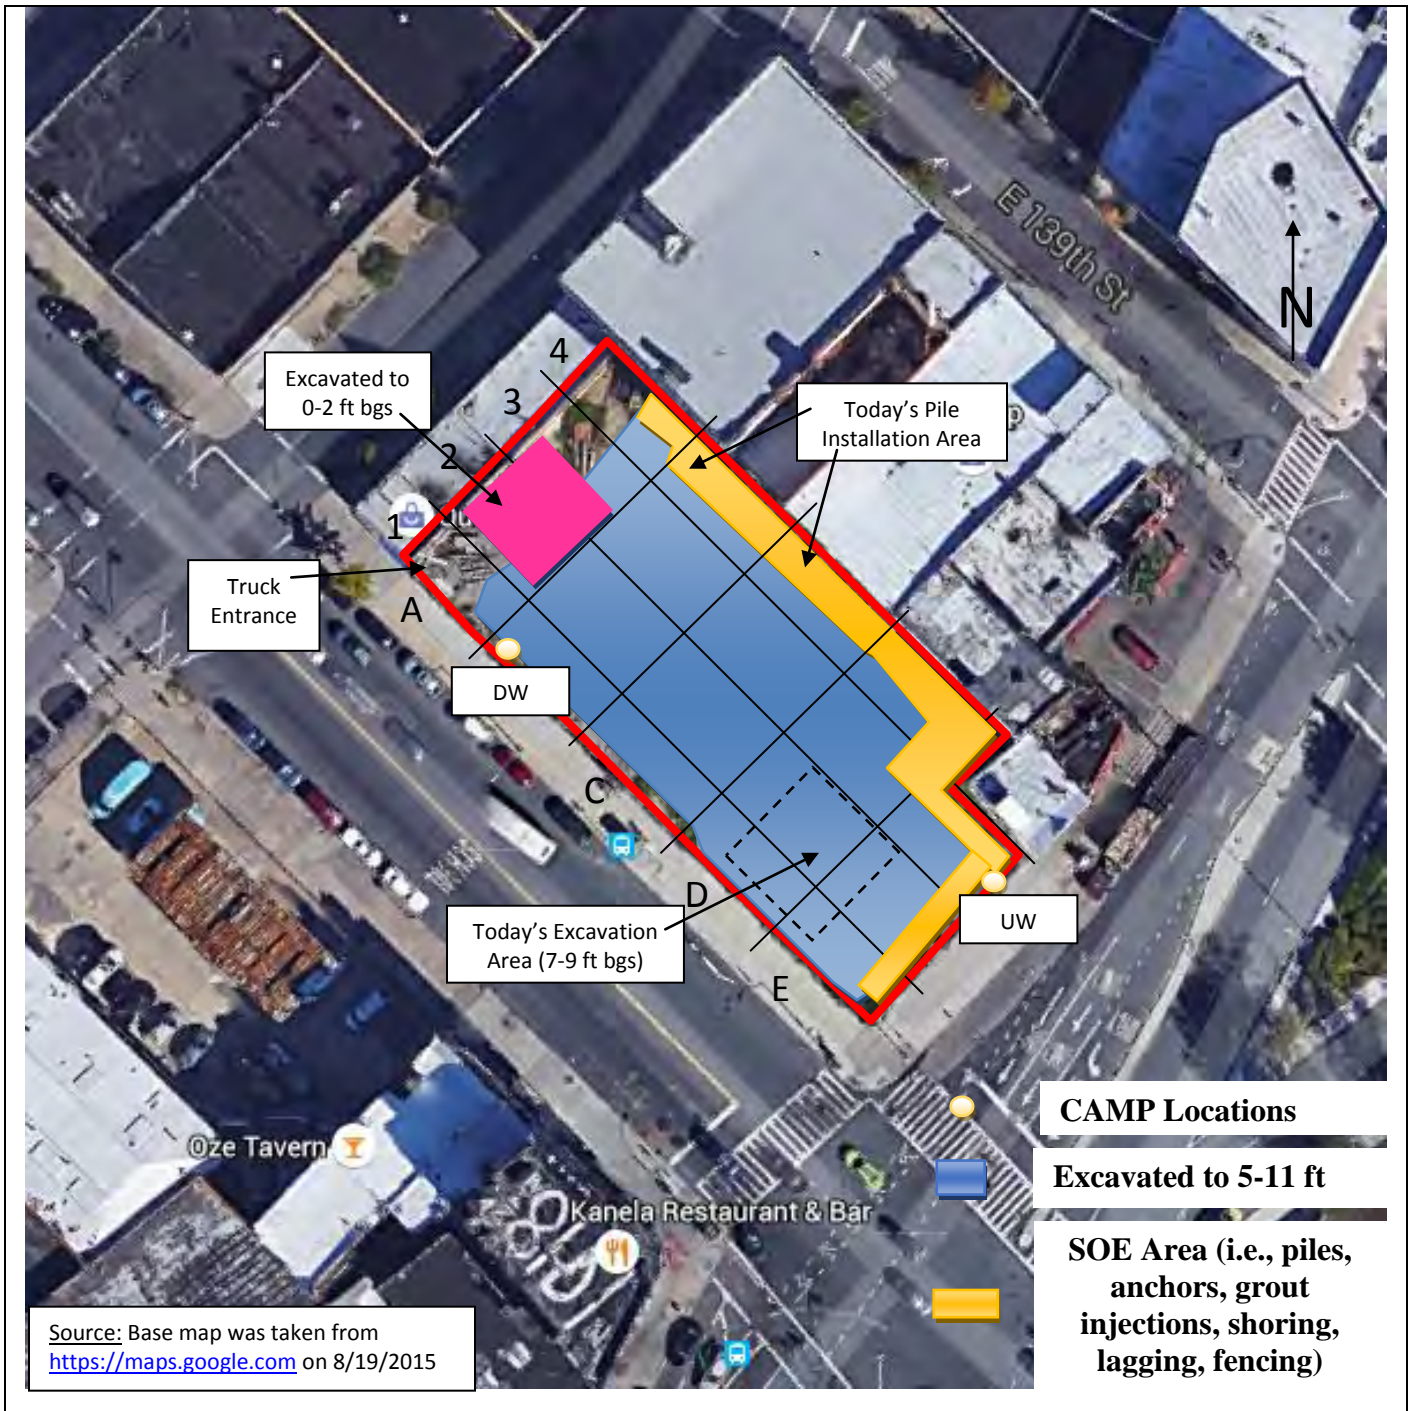 E 139th St
N
4
Excavated to
0-2 ft bgs
3
Today's Pile
Installation Area
2
1
Truck
Entrance
A
DW
C
D
Today's Excavation
Area (7-9 ft bgs)
UW
E
CAMP Locations
Oze Tavern
Excavated to 5-11 ft
Kanela Restaurant & Bar
SOE Area (i.e., piles,
anchors, grout
injections, shoring,
lagging, fencing)
Source: Base map was taken from
https://maps.google.com on 8/19/2015